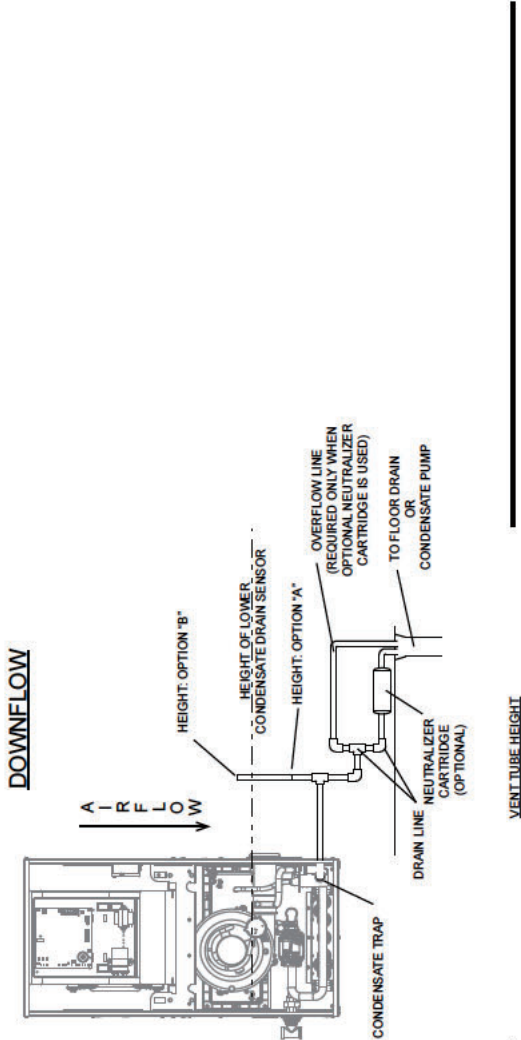 DOWNFLOW
AIRFLOW
HEIGHT: OPTION "B"
HEIGHT OF LOWER
CONDENSATE DRAIN SENSOR
HEIGHT: OPTION "A"
OVERFLOW LINE
(REQUIRED ONLY WHEN
OPTIONAL NEUTRALIZER
CARTRIDGE IS USED)
TO FLOOR DRAIN
OR
CONDENSATE PUMP
CONDENSATE TRAP
DRAIN LINE
NEUTRALIZER
CARTRIDGE
(OPTIONAL)
VENT TUBE HEIGHT